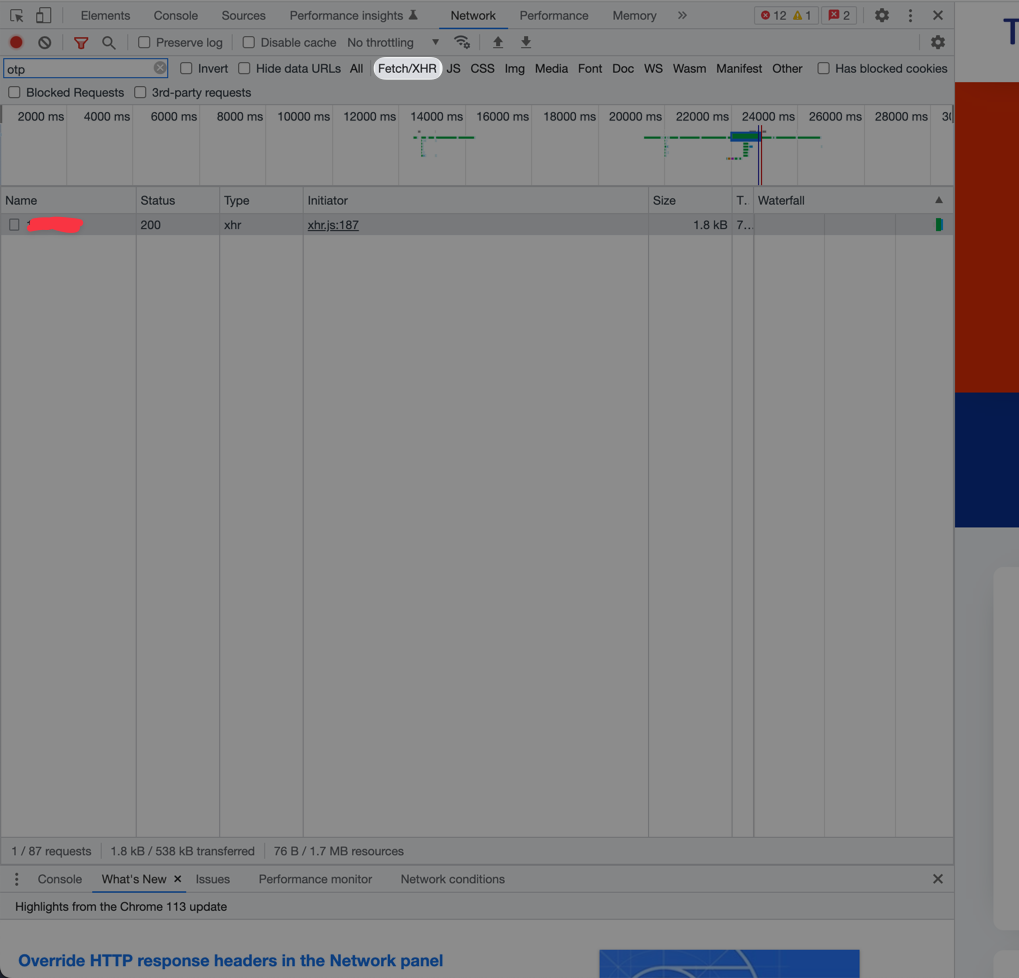 Elements Console Sources Performance insights Network Performance Memory 12 1 2
Preserve log Disable cache No throttling
otp Invert Hide data URLs All Fetch/XHR JS CSS Img Media Font Doc WS Wasm Manifest Other Has blocked cookies
Blocked Requests 3rd-party requests
2000 ms 4000 ms 6000 ms 8000 ms 10000 ms 12000 ms 14000 ms 16000 ms 18000 ms 20000 ms 22000 ms 24000 ms 26000 ms 28000 ms
Name Status Type Initiator Size T.. Waterfall
200 xhr xhr.js:187 1.8 kB 7...
1 / 87 requests 1.8 kB / 538 kB transferred 76 B / 1.7 MB resources
Console What's New Issues Performance monitor Network conditions
Highlights from the Chrome 113 update
Override HTTP response headers in the Network panel